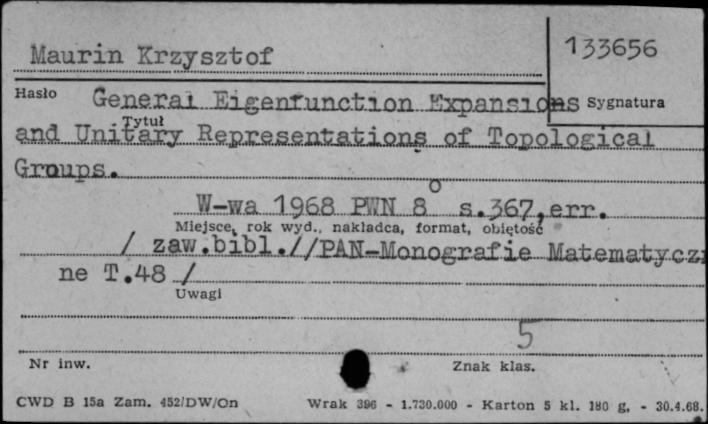 Maurin Krzysztof
133656
Hasło General Eigenfunction Expansions Sygnatura
Tytuł
and Unitary Representations of Topological
Groups.
W-wa 1968 PWN 8° s.367,err.
Miejsce, rok wyd., nakładca, format, objętość
/ zaw.bibl.//PAN-Monografie Matematycz
ne T.48 /
Uwagi
5
Nr inw. Znak klas.
CWD B 15a Zam. 452/DW/On Wrak 396 - 1.730.000 - Karton 5 kl. 180 g. - 30.4.68.